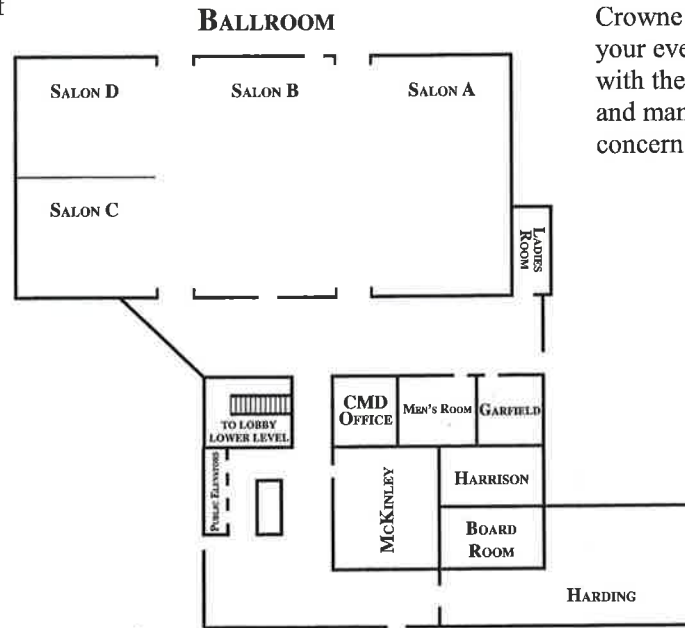 BALLROOM
Crowne
your eve
with the
and mar
concern
SALON D
SALON B
SALON A
SALON C
LADIES
ROOM
CMD
OFFICE
MEN'S ROOM
GARFIELD
TO LOBBY
LOWER LEVEL
PUBLIC ELEVATORS
MCKINLEY
HARRISON
BOARD
ROOM
HARDING